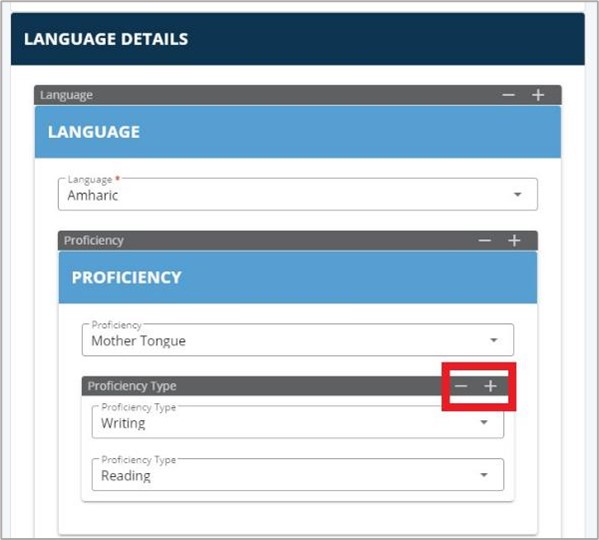 LANGUAGE DETAILS
Language − +
LANGUAGE
Language *
Amharic
Proficiency − +
PROFICIENCY
Proficiency
Mother Tongue
Proficiency Type − +
Proficiency Type
Writing
Proficiency Type
Reading